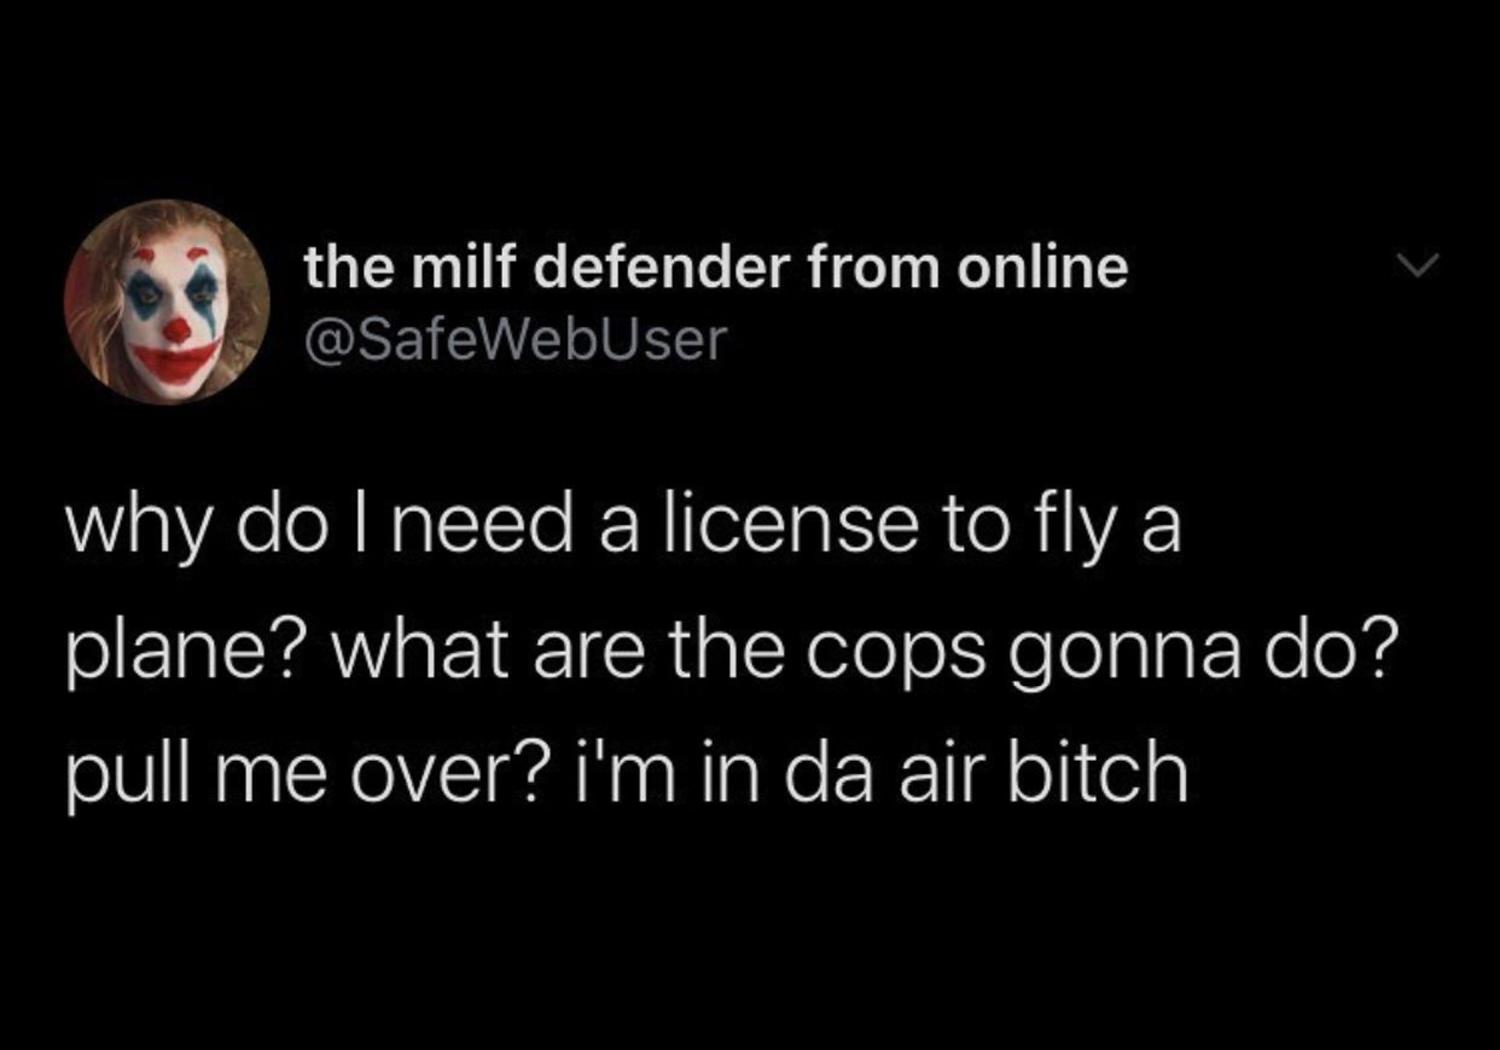 the milf defender from online
@SafeWebUser
why do I need a license to fly a
plane? what are the cops gonna do?
pull me over? i'm in da air bitch